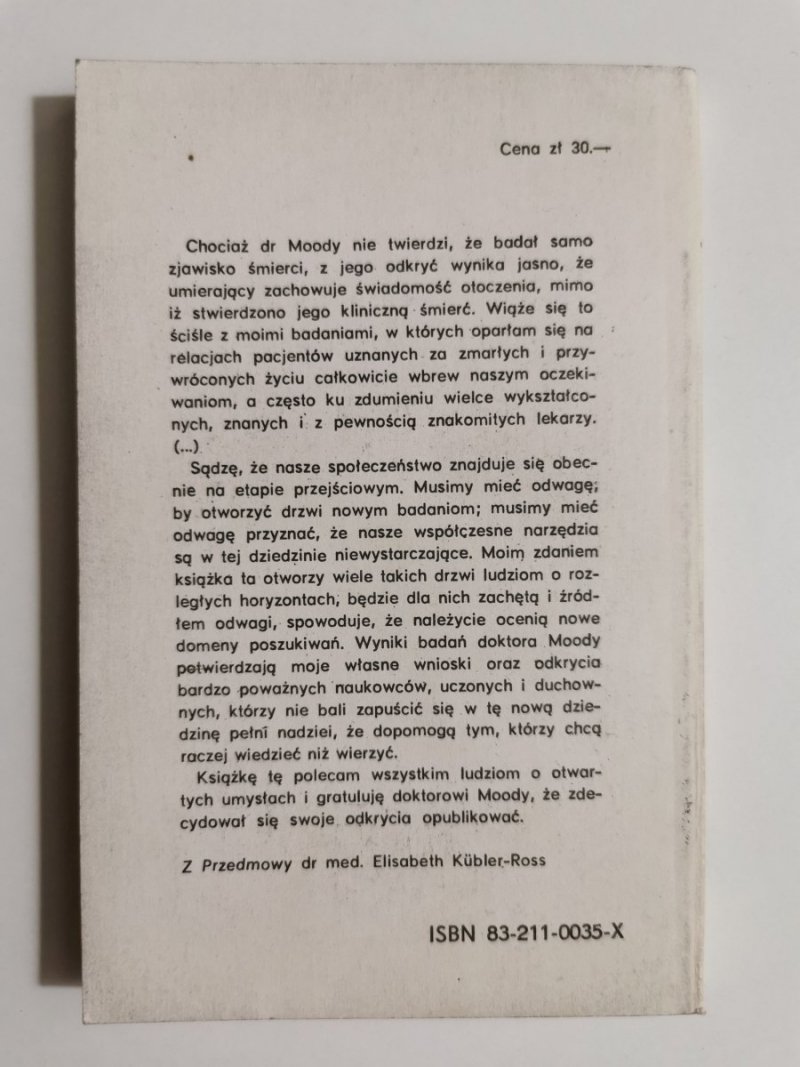 Cena zł 30.—
Chociaż dr Moody nie twierdzi, że badał samo
zjawisko śmierci, z jego odkryć wynika jasno, że
umierający zachowuje świadomość otoczenia, mimo
iż stwierdzono jego kliniczną śmierć. Wiąże się to
ściśle z moimi badaniami, w których oparłam się na
relacjach pacjentów uznanych za zmarłych i przy-
wróconych życiu całkowicie wbrew naszym oczeki-
waniom, a często ku zdumieniu wielce wykształco-
nych, znanych i z pewnością znakomitych lekarzy.
(...)
Sądzę, że nasze społeczeństwo znajduje się obec-
nie na etapie przejściowym. Musimy mieć odwagę,
by otworzyć drzwi nowym badaniom; musimy mieć
odwagę przyznać, że nasze współczesne narzędzia
są w tej dziedzinie niewystarczające. Moim zdaniem
książka ta otworzy wiele takich drzwi ludziom o roz-
ległych horyzontach, będzie dla nich zachętą i źród-
łem odwagi, spowoduje, że należycie ocenią nowe
domeny poszukiwań. Wyniki badań doktora Moody
potwierdzają moje własne wnioski oraz odkrycia
bardzo poważnych naukowców, uczonych i duchow-
nych, którzy nie bali zapuścić się w tę nową dzie-
dzinę pełni nadziei, że dopomogą tym, którzy chcą
raczej wiedzieć niż wierzyć.
Książkę tę polecam wszystkim ludziom o otwar-
tych umysłach i gratuluję doktorowi Moody, że zde-
cydował się swoje odkrycia opublikować.
Z Przedmowy dr med. Elisabeth Kübler-Ross
ISBN 83-211-0035-X